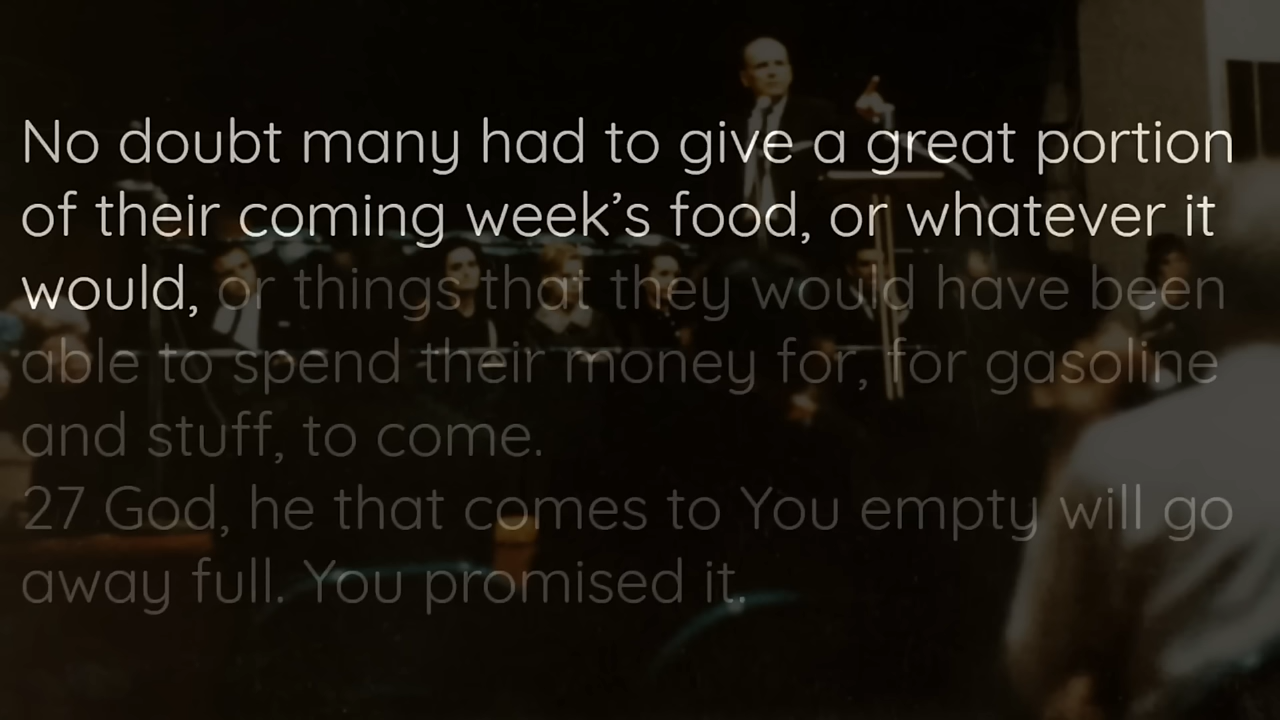 No doubt many had to give a great portion
of their coming week’s food, or whatever it
would, or things that they would have been
able to spend their money for, for gasoline
and stuff, to come.
27 God, he that comes to You empty will go
away full. You promised it.